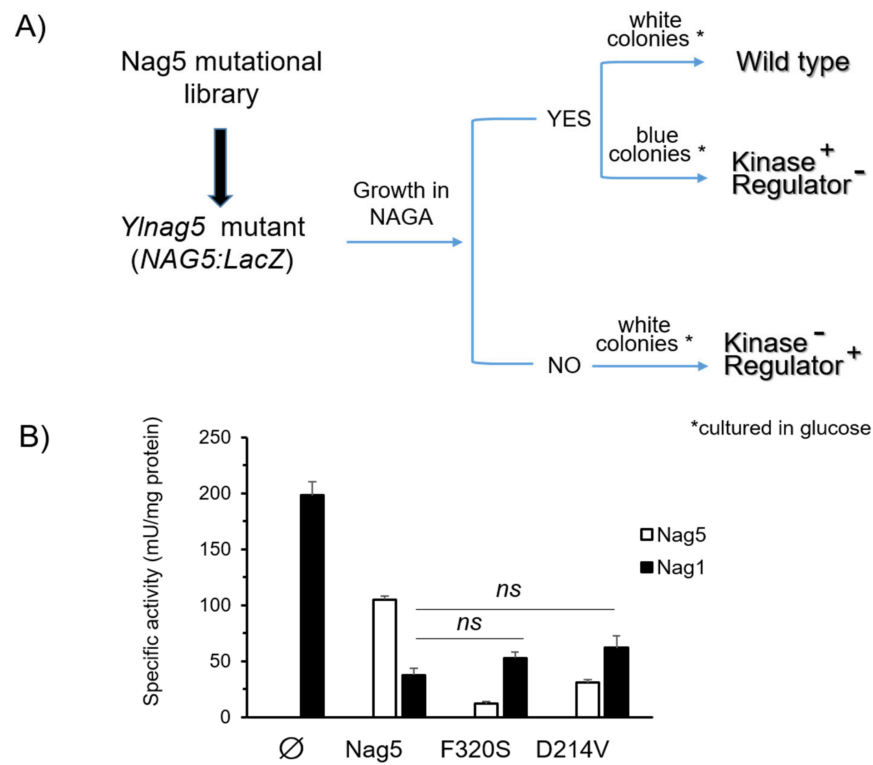 A)
Nag5 mutational
library
Ylnag5 mutant
(NAG5:LacZ)
Growth in
NAGA
YES
white
colonies *
Wild type
blue
colonies *
Kinase +
Regulator -
NO
white
colonies *
Kinase -
Regulator +
*cultured in glucose
B)
Specific activity (mU/mg protein)
250
200
150
100
50
0
ns
ns
Nag5
Nag1
∅ Nag5 F320S D214V